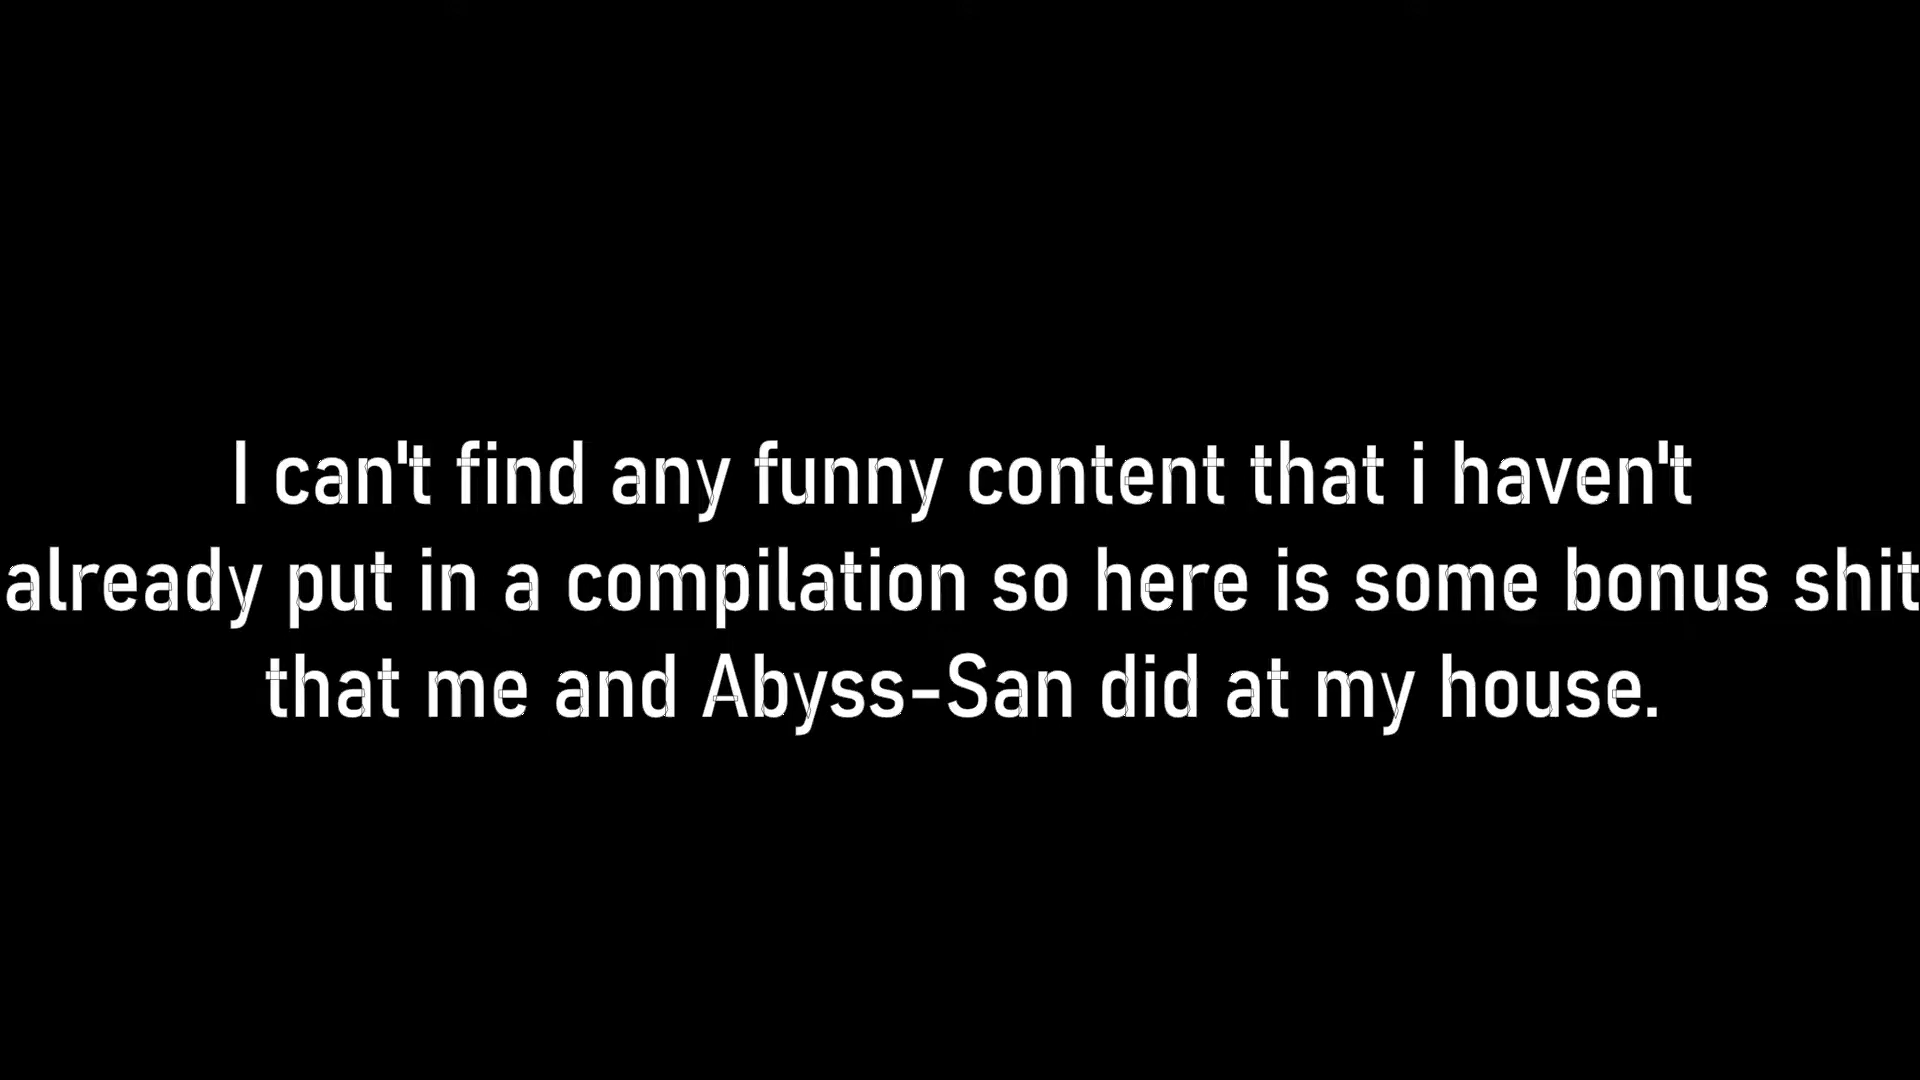 I can't find any funny content that i haven't
already put in a compilation so here is some bonus shit
that me and Abyss-San did at my house.